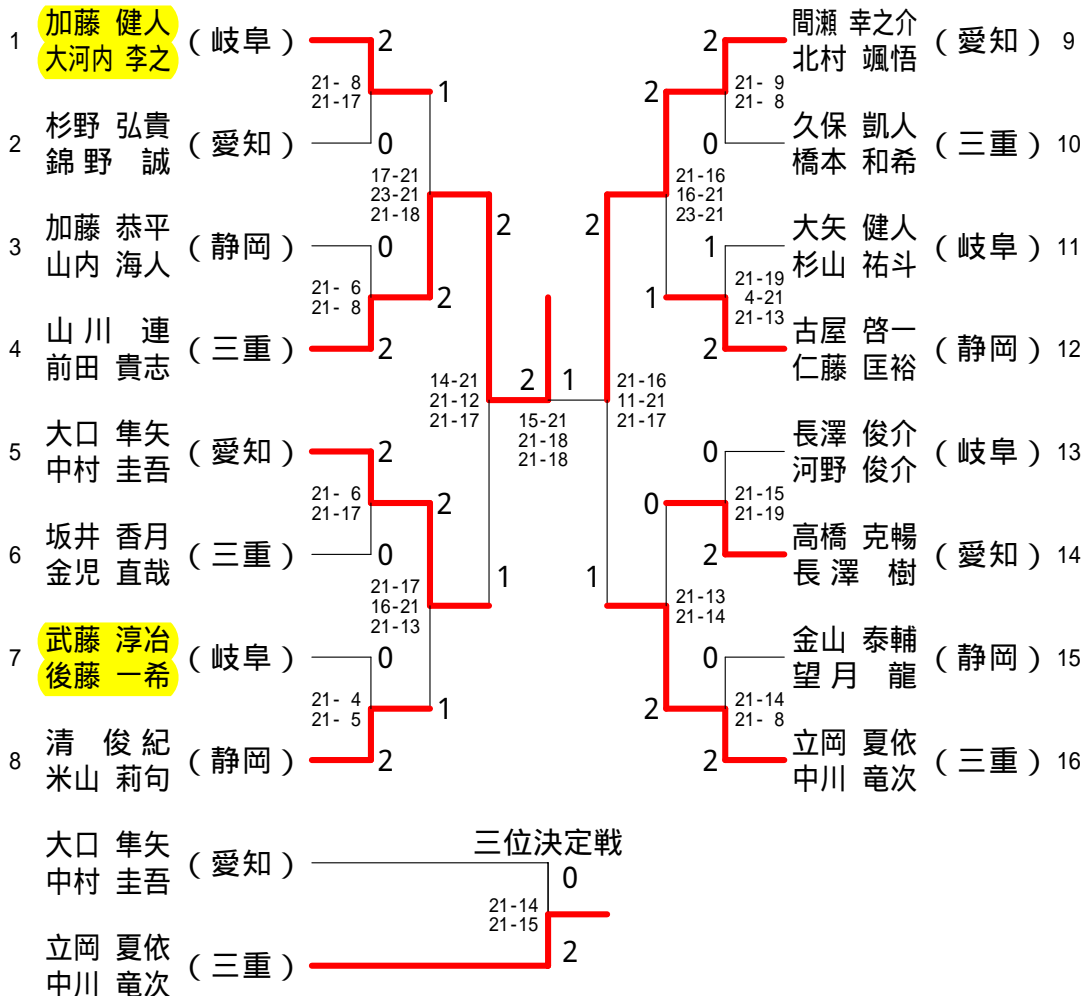 1 加藤 健人
大河内 李之 (岐阜) 2
21- 8
21-17
1
2 杉野 弘貴
錦野 誠 (愛知) 0
17-21
23-21
21-18
2
3 加藤 恭平
山内 海人 (静岡) 0
21- 6
21- 8
2
4 山川 連
前田 貴志 (三重) 2
14-21
21-12
21-17
5 大口 隼矢
中村 圭吾 (愛知) 2
21- 6
21-17
2
6 坂井 香月
金児 直哉 (三重) 0
21-17
16-21
21-13
1
7 武藤 淳冶
後藤 一希 (岐阜) 0
21- 4
21- 5
1
8 清 俊紀
米山 莉句 (静岡) 2
2 1
15-21
21-18
21-18
2 間瀬 幸之介
北村 颯悟 (愛知) 9
2
21- 9
21- 8
0 久保 凱人
橋本 和希 (三重) 10
21-16
16-21
23-21
2
1 大矢 健人
杉山 祐斗 (岐阜) 11
1
21-19
4-21
21-13
2 古屋 啓一
仁藤 匡裕 (静岡) 12
21-16
11-21
21-17
0 長澤 俊介
河野 俊介 (岐阜) 13
0
21-15
21-19
2 高橋 克暢
長澤 樹 (愛知) 14
1
21-13
21-14
0 金山 泰輔
望月 龍 (静岡) 15
2
21-14
21- 8
2 立岡 夏依
中川 竜次 (三重) 16
三位決定戦
大口 隼矢
中村 圭吾 (愛知) 0
21-14
21-15
立岡 夏依
中川 竜次 (三重) 2